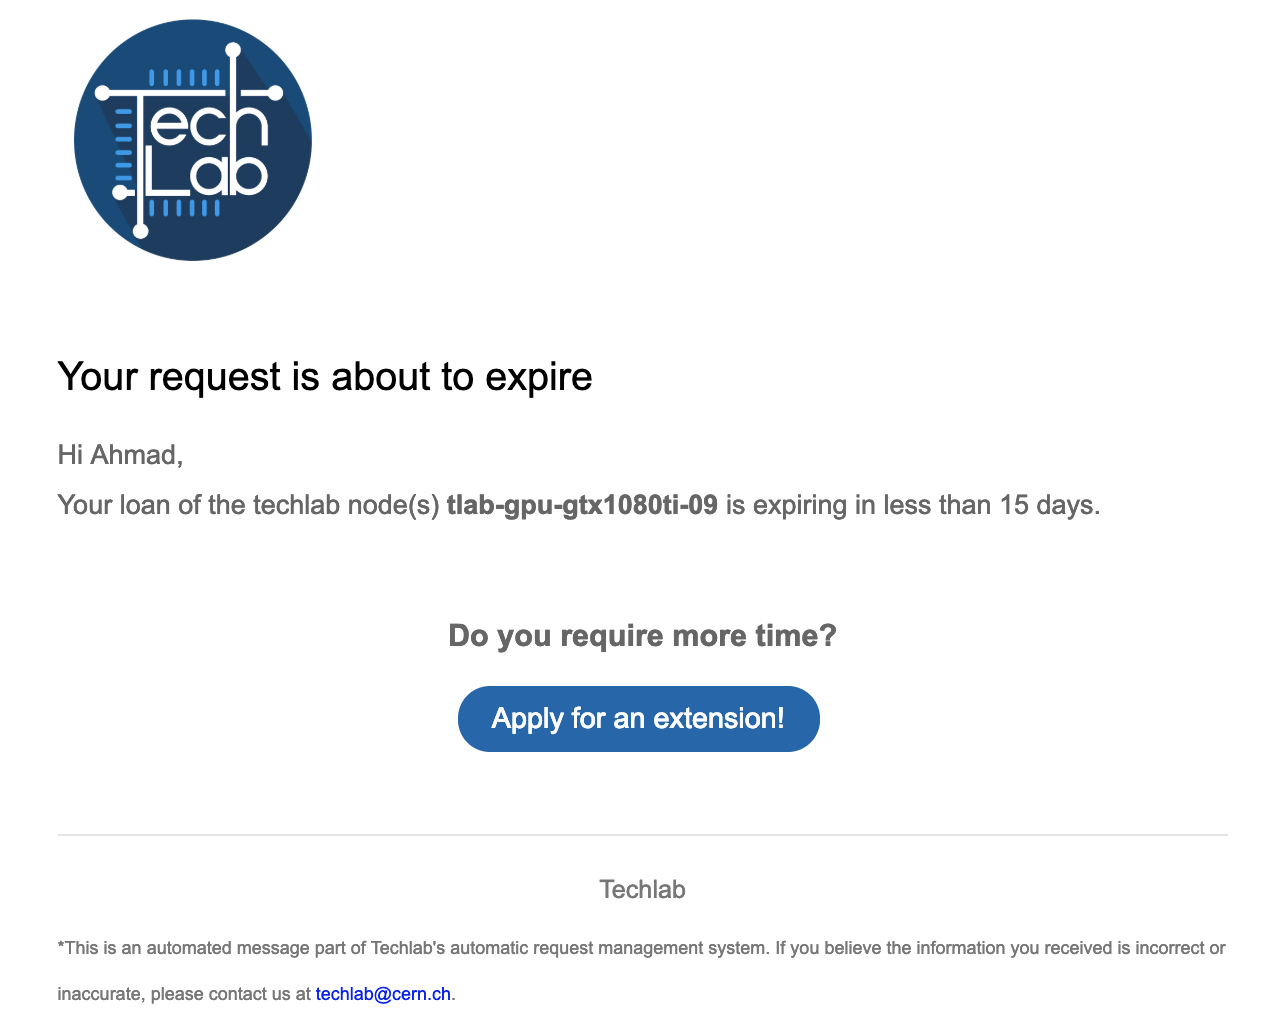 Tech
Lab
Your request is about to expire
Hi Ahmad,
Your loan of the techlab node(s) tlab-gpu-gtx1080ti-09 is expiring in less than 15 days.
Do you require more time?
Apply for an extension!
Techlab
*This is an automated message part of Techlab's automatic request management system. If you believe the information you received is incorrect or
inaccurate, please contact us at techlab@cern.ch.